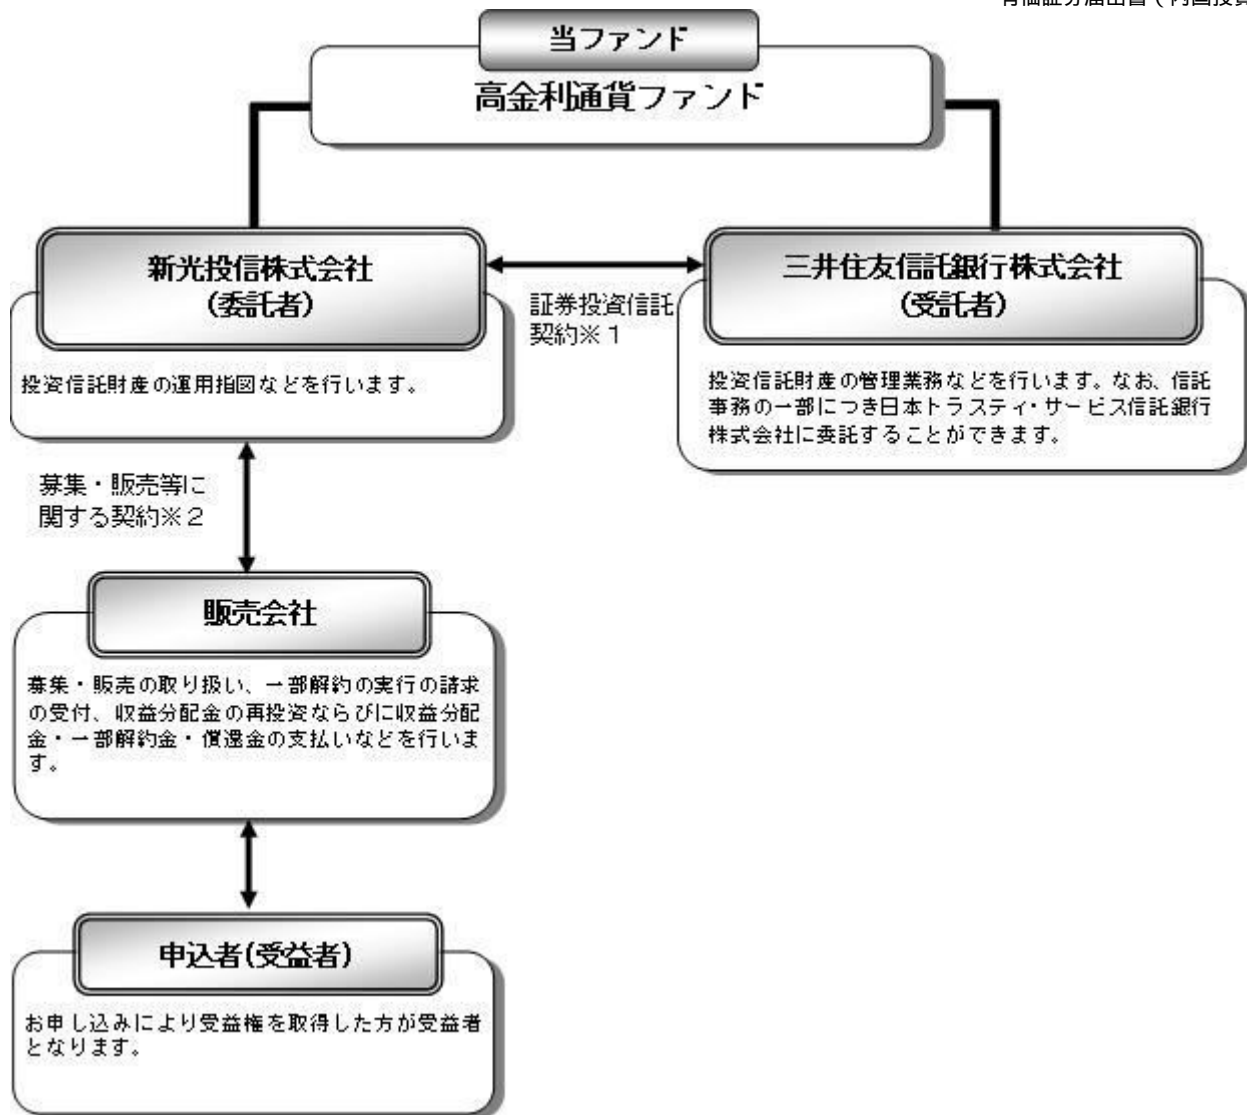 当ファンド
高金利通貨ファンド
新光投信株式会社
(委託者)
投資信託財産の運用指図などを行います。
証券投資信託
契約※１
三井住友信託銀行株式会社
(受託者)
投資信託財産の管理業務などを行います。なお、信託
事務の一部につき日本トラスティ・サービス信託銀行
株式会社に委託することができます。
募集・販売等に
関する契約※２
販売会社
募集・販売の取り扱い、一部解約の実行の請求
の受付、収益分配金の再投資ならびに収益分配
金・一部解約金・償還金の支払いなどを行いま
す。
申込者(受益者)
お申し込みにより受益権を取得した方が受益者
となります。